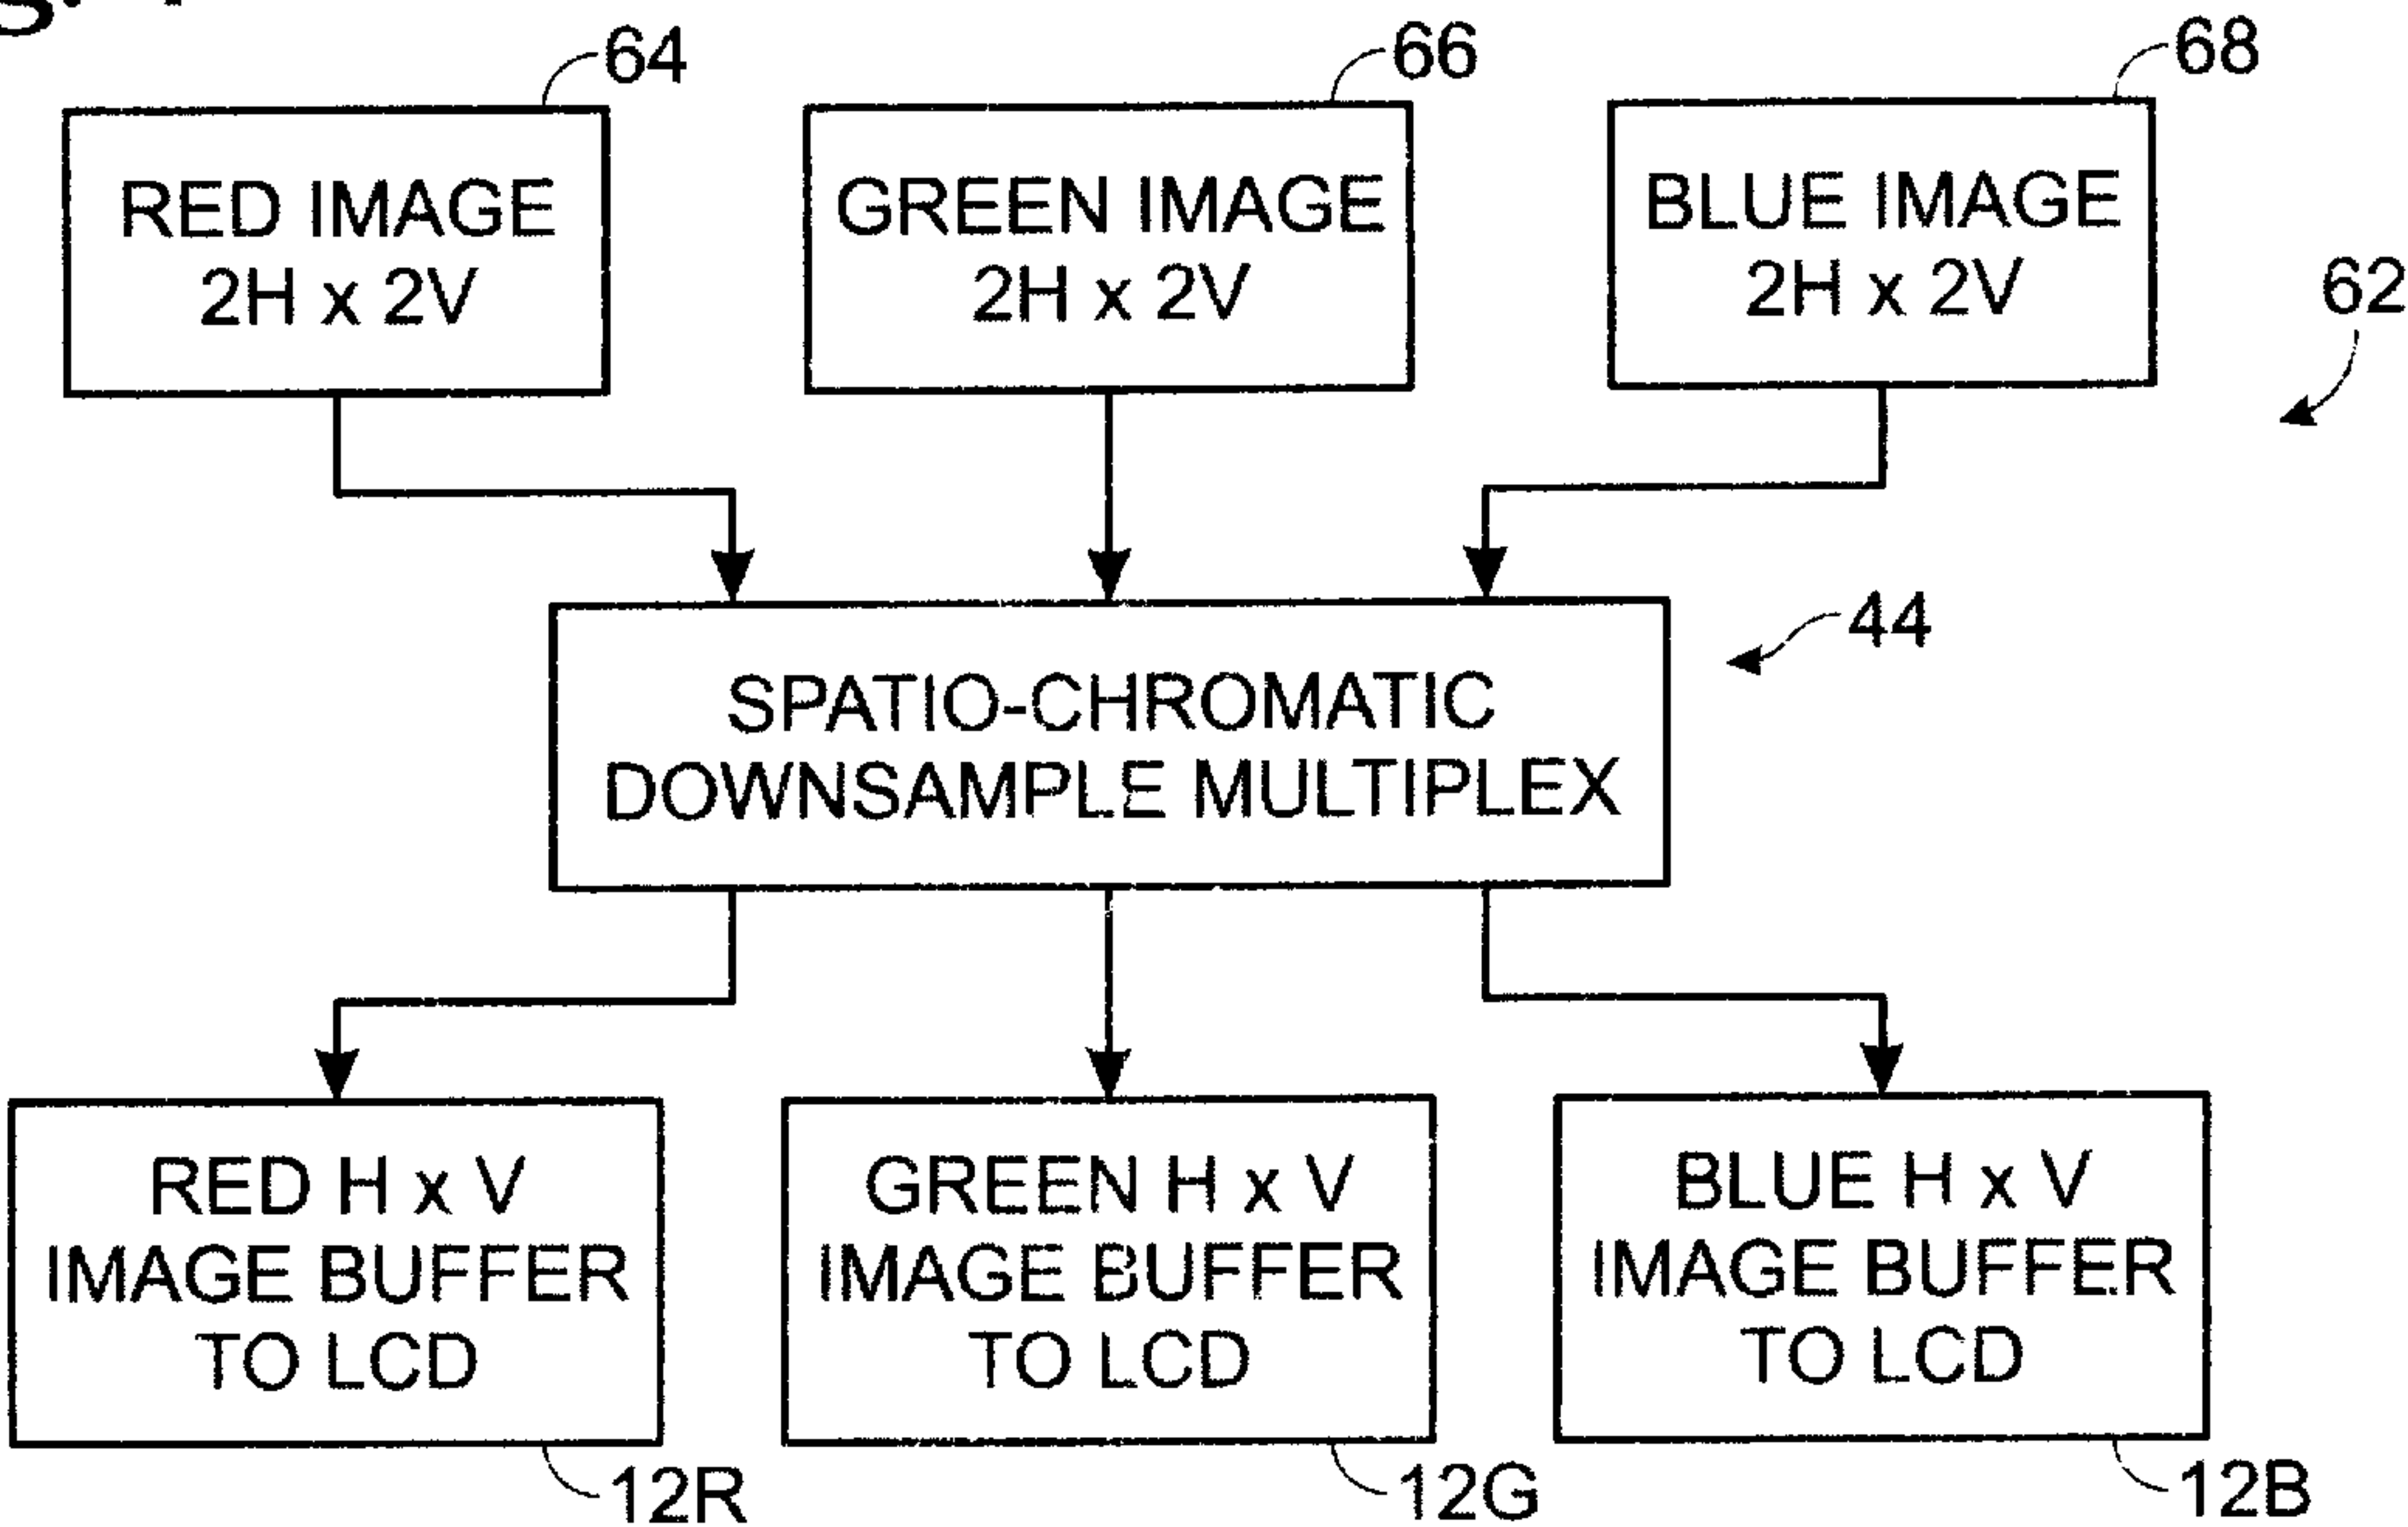 64
66
68
RED IMAGE
2H x 2V
GREEN IMAGE
2H x 2V
BLUE IMAGE
2H x 2V
62
44
SPATIO-CHROMATIC
DOWNSAMPLE MULTIPLEX
RED H x V
IMAGE BUFFER
TO LCD
GREEN H x V
IMAGE BUFFER
TO LCD
BLUE H x V
IMAGE BUFFER
TO LCD
12R
12G
12B